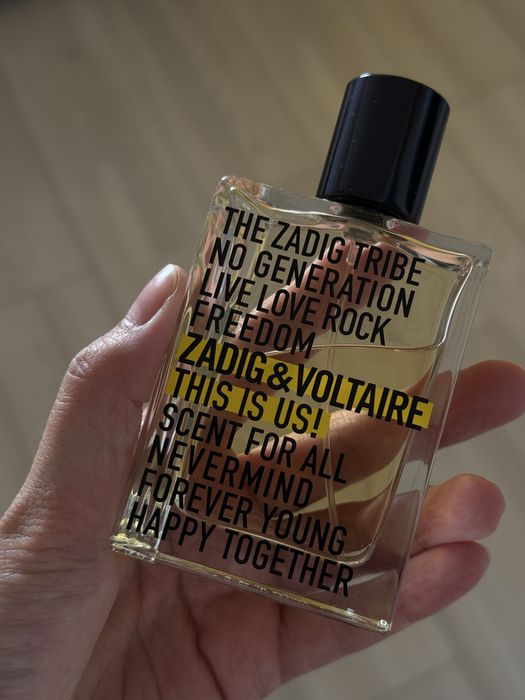 THE ZADIG TRIBE
NO GENERATION
LIVE LOVE ROCK
FREEDOM
ZADIG&VOLTAIRE
THIS IS US!
SCENT FOR ALL
NEVERMIND
FOREVER YOUNG
HAPPY TOGETHER